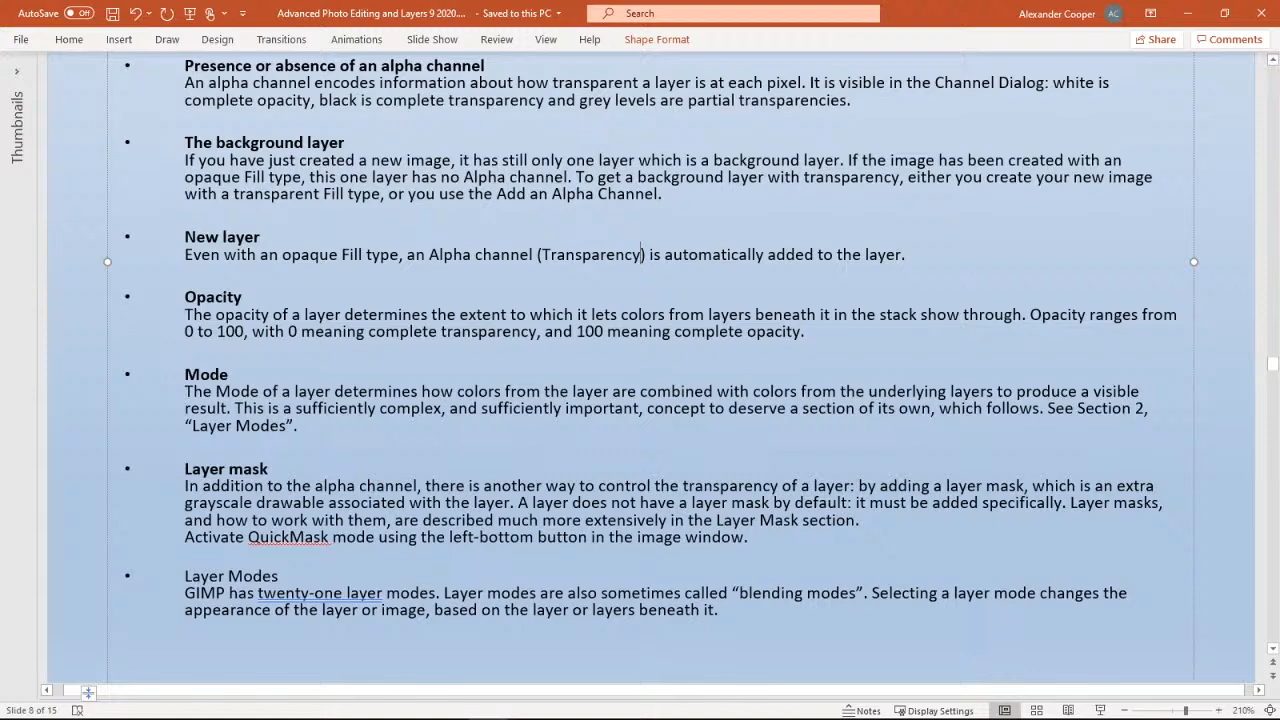 AutoSave Off Advanced Photo Editing and Layers 9 2020.... - Saved to this PC Search Alexander Cooper AC
File Home Insert Draw Design Transitions Animations Slide Show Review View Help Shape Format Share Comments
Thumbnails
• Presence or absence of an alpha channel
An alpha channel encodes information about how transparent a layer is at each pixel. It is visible in the Channel Dialog: white is
complete opacity, black is complete transparency and grey levels are partial transparencies.
• The background layer
If you have just created a new image, it has still only one layer which is a background layer. If the image has been created with an
opaque Fill type, this one layer has no Alpha channel. To get a background layer with transparency, either you create your new image
with a transparent Fill type, or you use the Add an Alpha Channel.
• New layer
Even with an opaque Fill type, an Alpha channel (Transparency) is automatically added to the layer.
• Opacity
The opacity of a layer determines the extent to which it lets colors from layers beneath it in the stack show through. Opacity ranges from
0 to 100, with 0 meaning complete transparency, and 100 meaning complete opacity.
• Mode
The Mode of a layer determines how colors from the layer are combined with colors from the underlying layers to produce a visible
result. This is a sufficiently complex, and sufficiently important, concept to deserve a section of its own, which follows. See Section 2,
“Layer Modes”.
• Layer mask
In addition to the alpha channel, there is another way to control the transparency of a layer: by adding a layer mask, which is an extra
grayscale drawable associated with the layer. A layer does not have a layer mask by default: it must be added specifically. Layer masks,
and how to work with them, are described much more extensively in the Layer Mask section.
Activate QuickMask mode using the left-bottom button in the image window.
• Layer Modes
GIMP has twenty-one layer modes. Layer modes are also sometimes called “blending modes”. Selecting a layer mode changes the
appearance of the layer or image, based on the layer or layers beneath it.
Slide 8 of 15 Notes Display Settings 210%